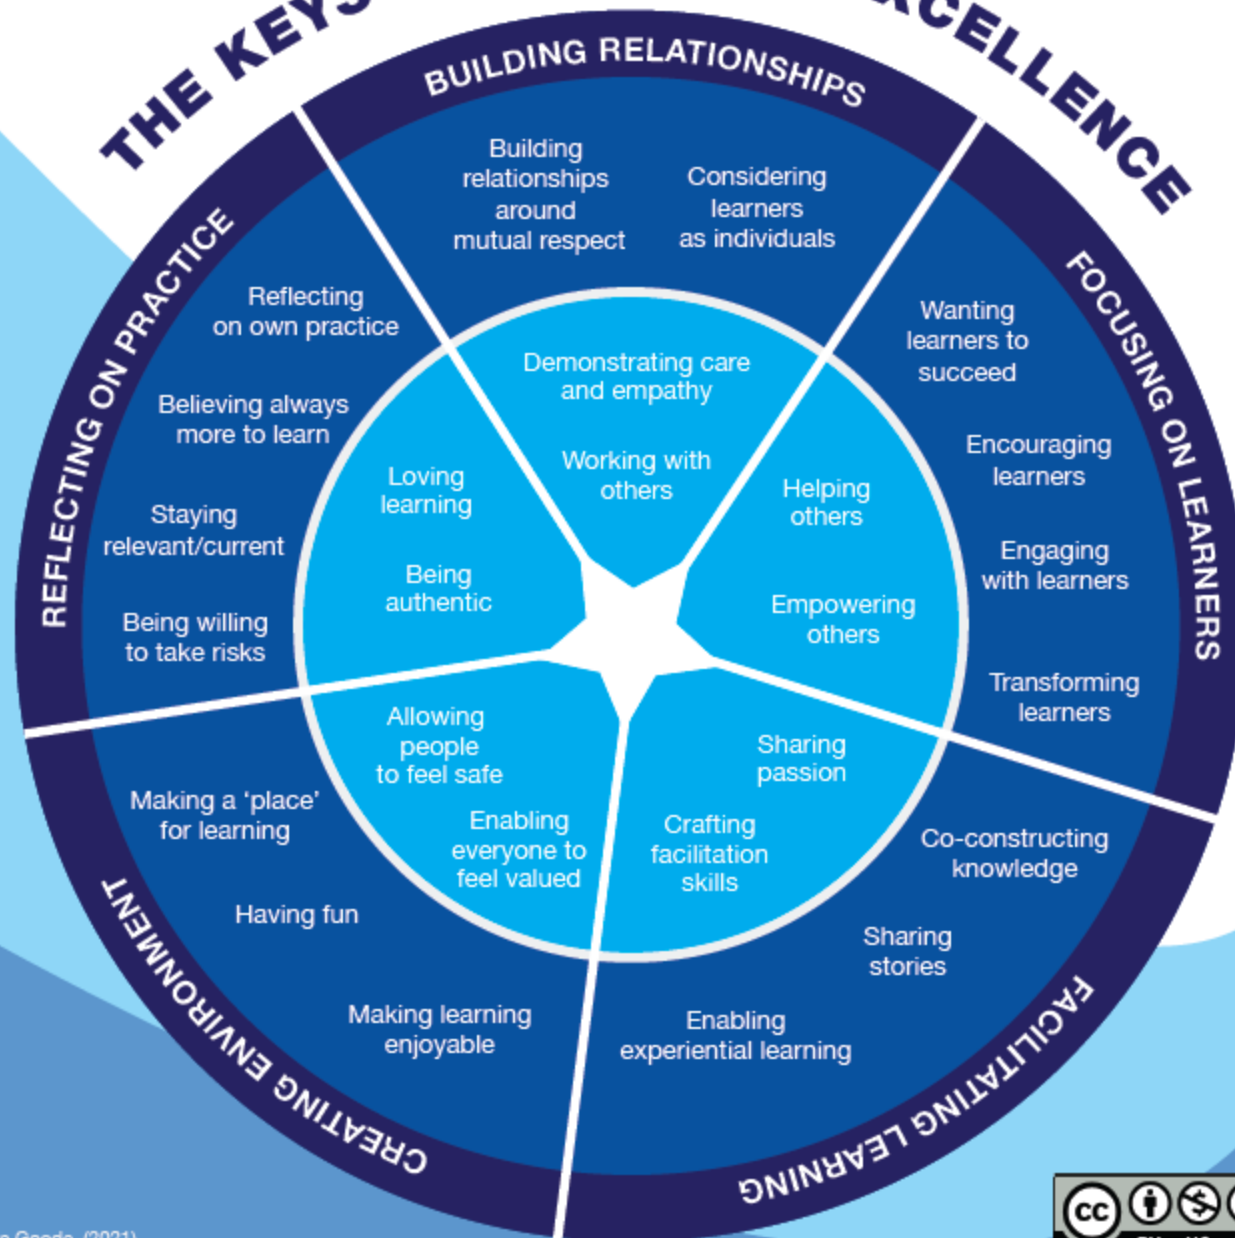 THE KEYS
EXCELLENCE
BUILDING RELATIONSHIPS
Building
relationships
around
mutual respect
Considering
learners
as individuals
Demonstrating care
and empathy
Working with
others
FOCUSING ON LEARNERS
Wanting
learners to
succeed
Encouraging
learners
Engaging
with learners
Transforming
learners
Helping
others
Empowering
others
FACILITATING LEARNING
Co-constructing
knowledge
Sharing
stories
Enabling
experiential learning
Sharing
passion
Crafting
facilitation
skills
CREATING ENVIRONMENT
Making a ‘place’
for learning
Having fun
Making learning
enjoyable
Allowing
people
to feel safe
Enabling
everyone to
feel valued
REFLECTING ON PRACTICE
Reflecting
on own practice
Believing always
more to learn
Staying
relevant/current
Being willing
to take risks
Loving
learning
Being
authentic
(2021)
cc